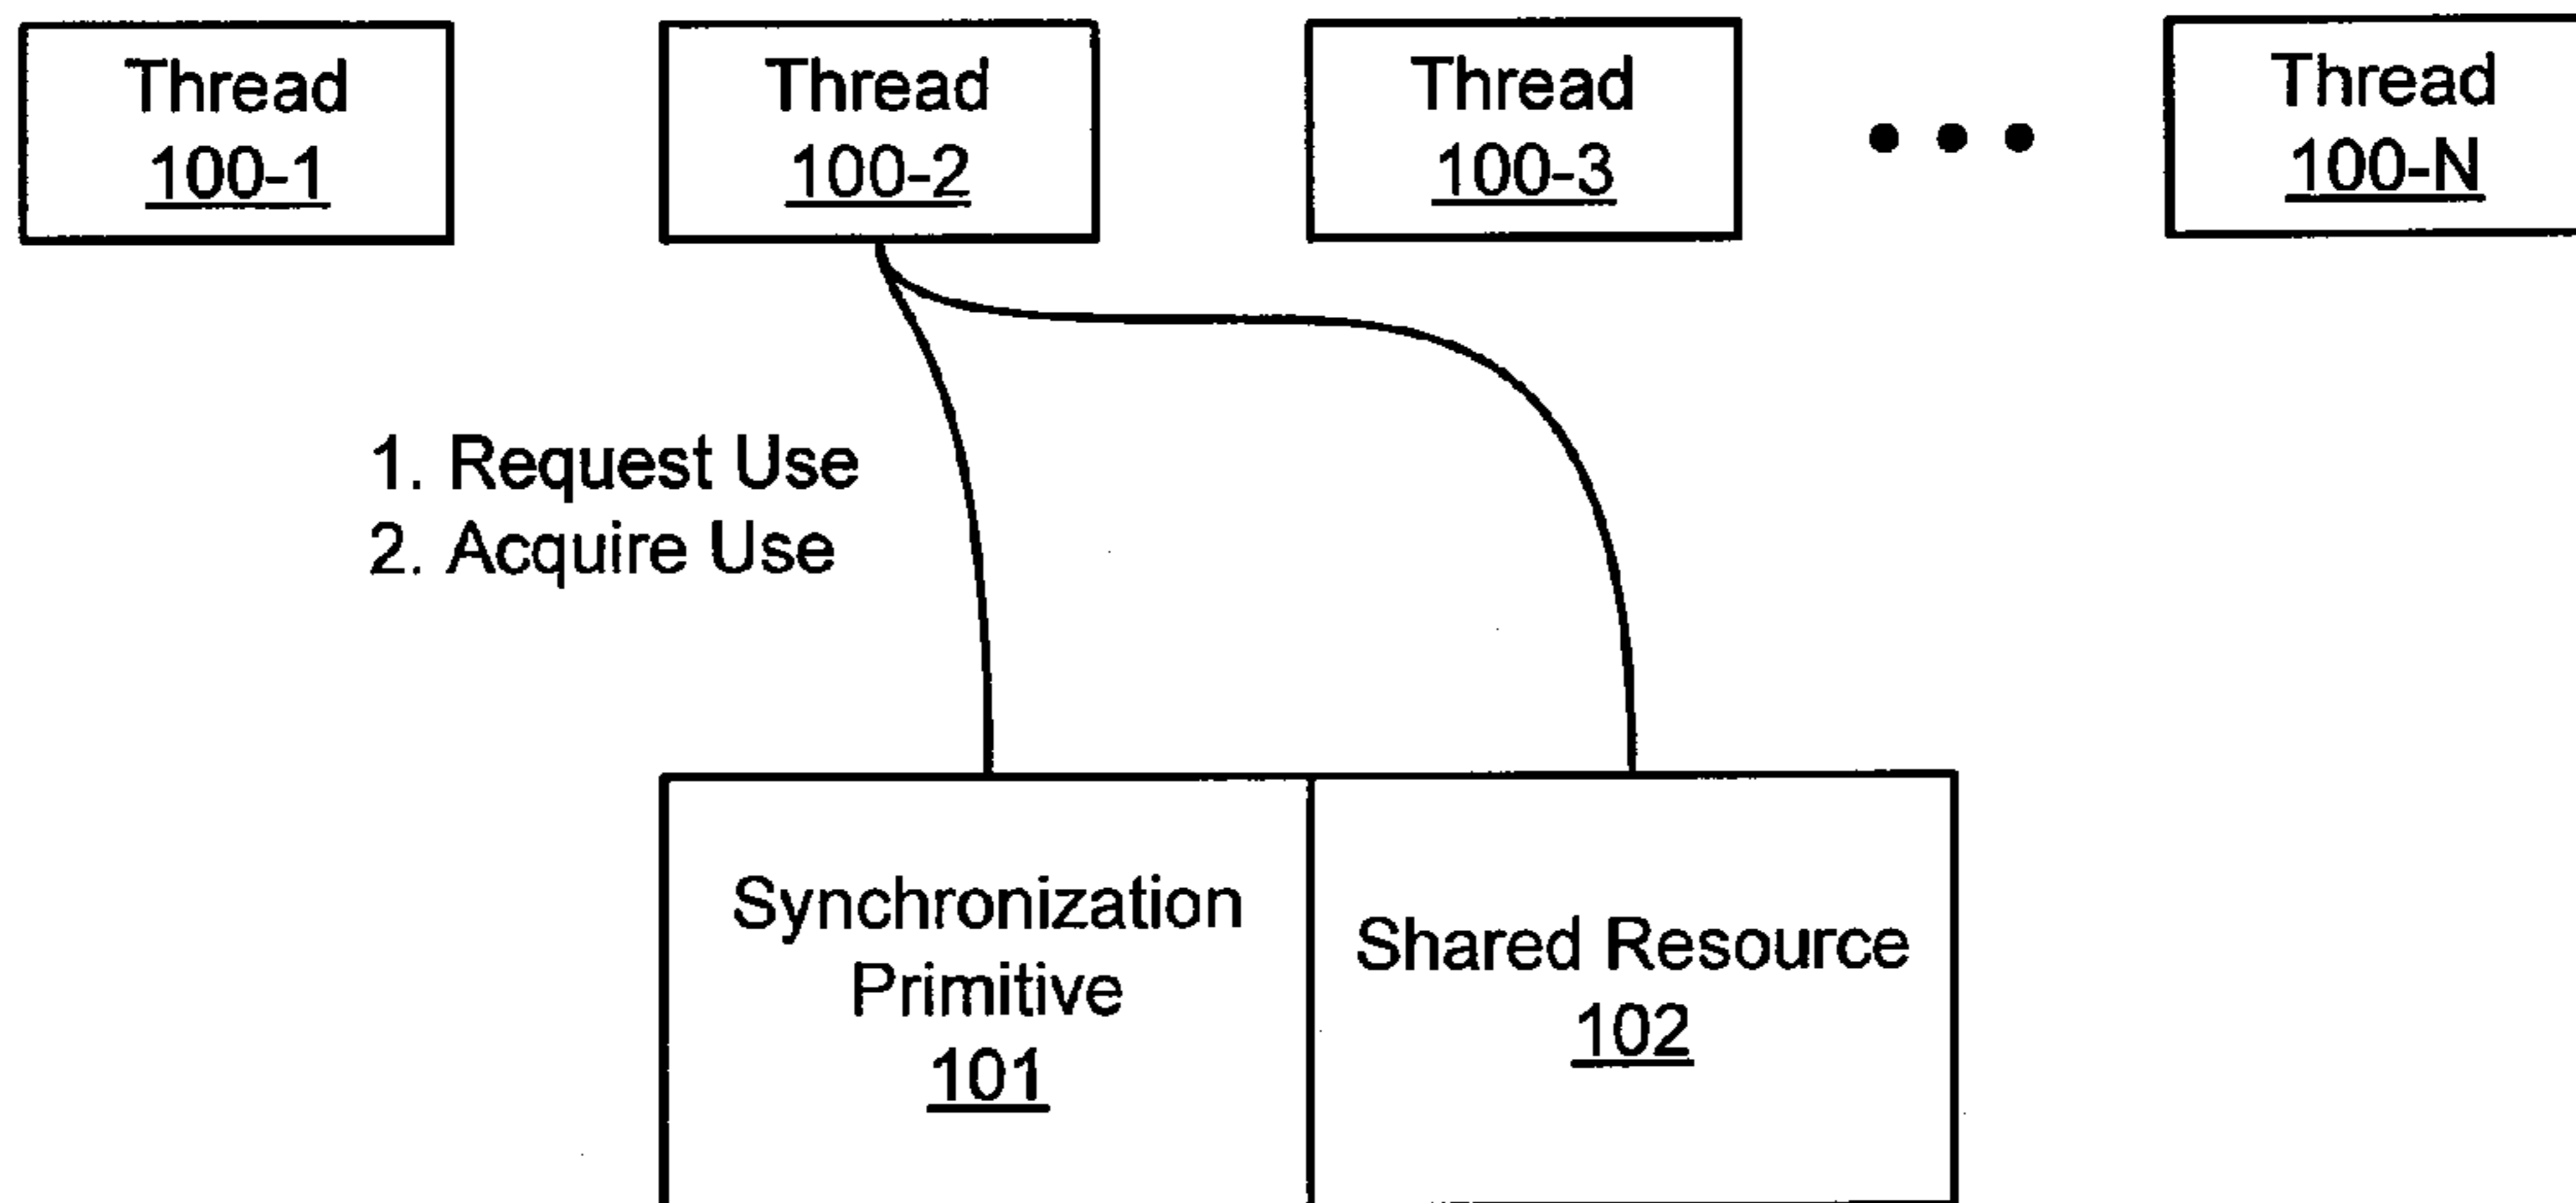 Thread
100-1
Thread
100-2
Thread
100-3
Thread
100-N
1. Request Use
2. Acquire Use
Synchronization
Primitive
101
Shared Resource
102